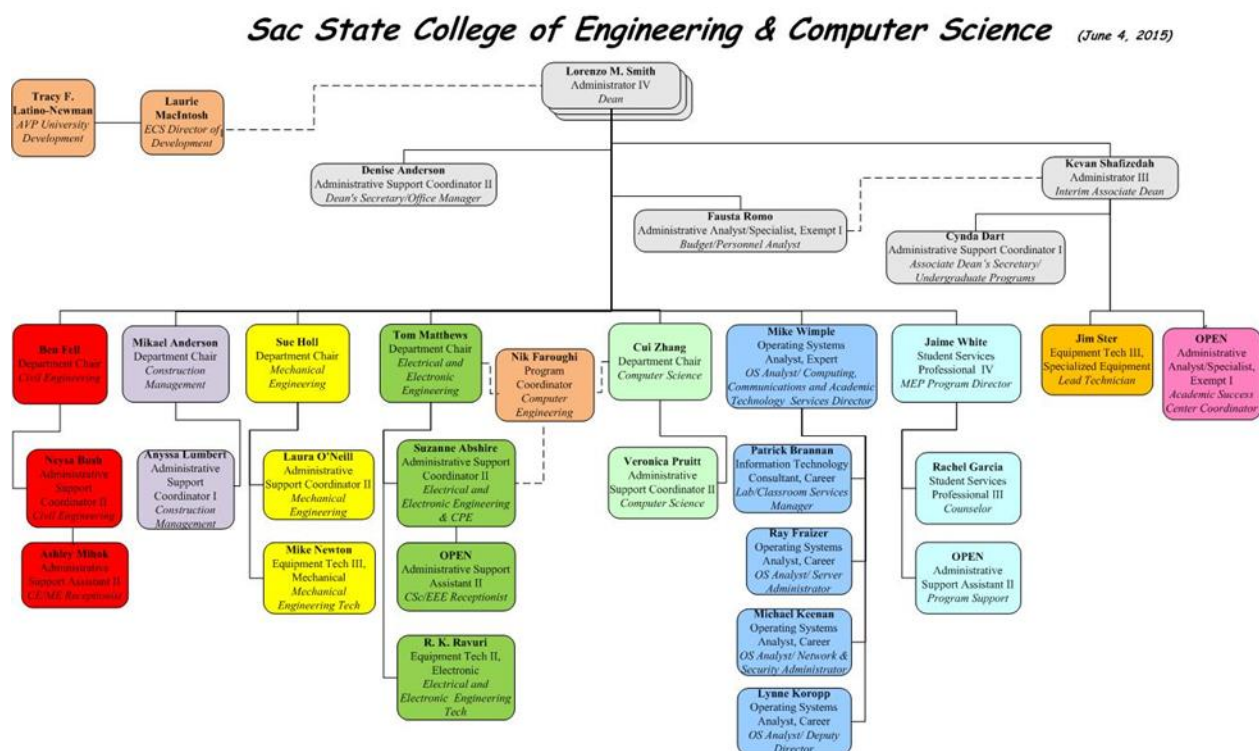 Sac State College of Engineering & Computer Science (June 4, 2015)
Lorenzo M. Smith
Administrator IV
Dean
Tracy F.
Latino-Newman
AVP University
Development
Laurie
MacIntosh
ECS Director of
Development
Denise Anderson
Administrative Support Coordinator II
Dean's Secretary/Office Manager
Kevan Shafizedah
Administrator III
Interim Associate Dean
Fausta Romo
Administrative Analyst/Specialist, Exempt I
Budget/Personnel Analyst
Cynda Dart
Administrative Support Coordinator I
Associate Dean's Secretary/
Undergraduate Programs
Ben Fell
Department Chair
Civil Engineering
Mikael Anderson
Department Chair
Construction
Management
Sue Holl
Department Chair
Mechanical
Engineering
Tom Matthews
Department Chair
Electrical and
Electronic
Engineering
Nik Faroughi
Program
Coordinator
Computer
Engineering
Cui Zhang
Department Chair
Computer Science
Mike Wimple
Operating Systems
Analyst, Expert
OS Analyst/ Computing,
Communications and Academic
Technology Services Director
Jaime White
Student Services
Professional IV
MEP Program Director
Jim Ster
Equipment Tech III,
Specialized Equipment
Lead Technician
OPEN
Administrative
Analyst/Specialist,
Exempt I
Academic Success
Center Coordinator
Neysa Bush
Administrative
Support
Coordinator II
Civil Engineering
Ashley Mihok
Administrative
Support Assistant II
CE/ME Receptionist
Anyssa Lumbert
Administrative
Support
Coordinator I
Construction
Management
Laura O'Neill
Administrative
Support Coordinator II
Mechanical
Engineering
Mike Newton
Equipment Tech III,
Mechanical
Mechanical
Engineering Tech
Suzanne Abshire
Administrative Support
Coordinator II
Electrical and
Electronic Engineering
& CPE
OPEN
Administrative Support
Assistant II
CSc/EEE Receptionist
R. K. Ravuri
Equipment Tech II,
Electronic
Electrical and
Electronic Engineering
Tech
Veronica Pruitt
Administrative
Support Coordinator II
Computer Science
Patrick Brannan
Information Technology
Consultant, Career
Lab/Classroom Services
Manager
Ray Fraizer
Operating Systems
Analyst, Career
OS Analyst/ Server
Administrator
Michael Keenan
Operating Systems
Analyst, Career
OS Analyst/ Network &
Security Administrator
Lynne Koropp
Operating Systems
Analyst, Career
OS Analyst/ Deputy
Director
Rachel Garcia
Student Services
Professional III
Counselor
OPEN
Administrative
Support Assistant II
Program Support